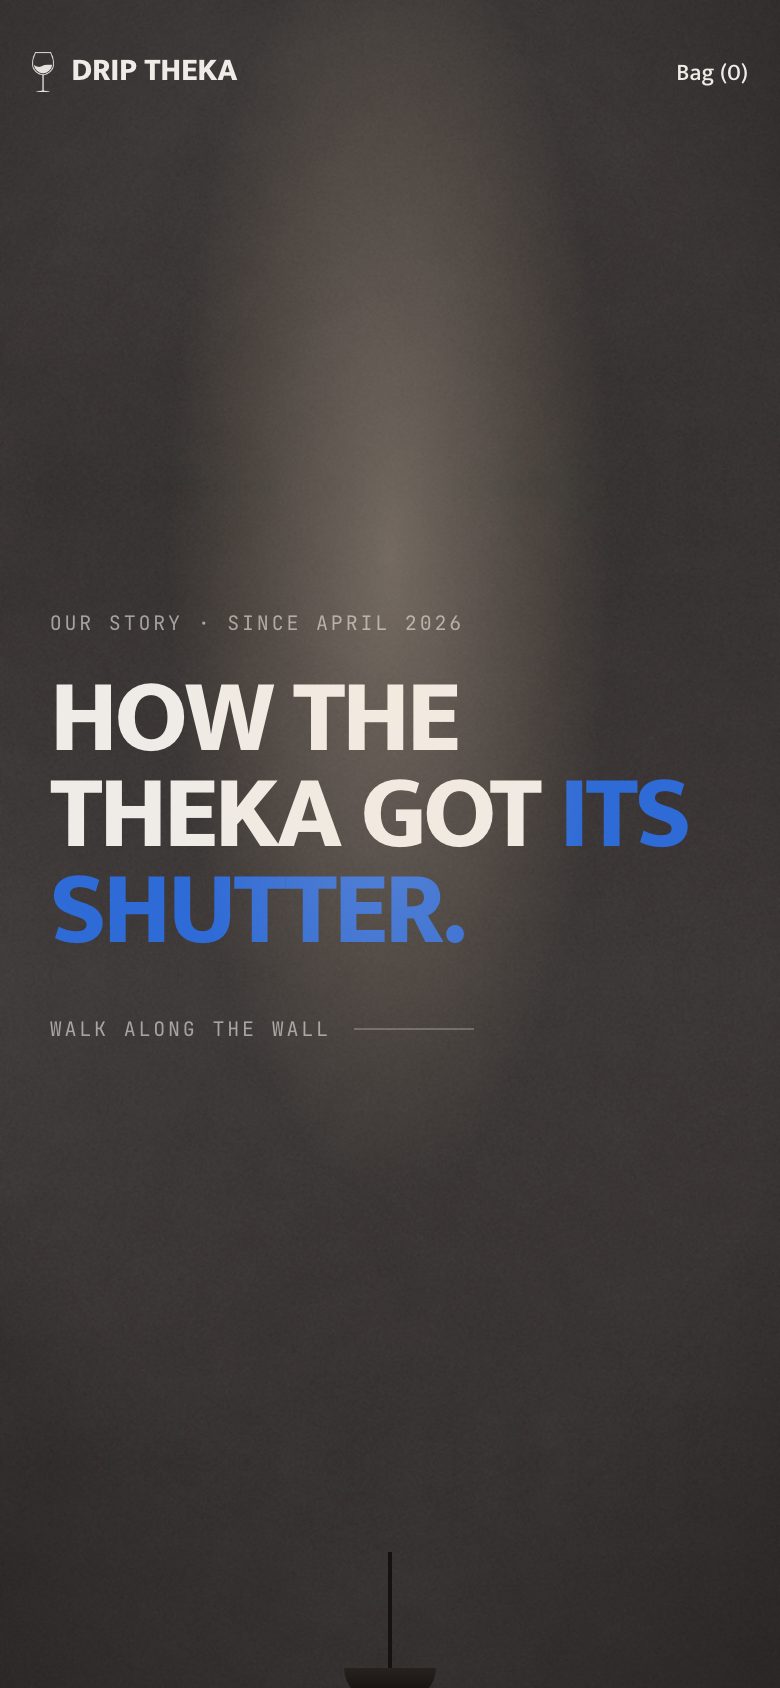 DRIP THEKA
Bag (0)
OUR STORY · SINCE APRIL 2026
HOW THE
THEKA GOT ITS
SHUTTER.
WALK ALONG THE WALL